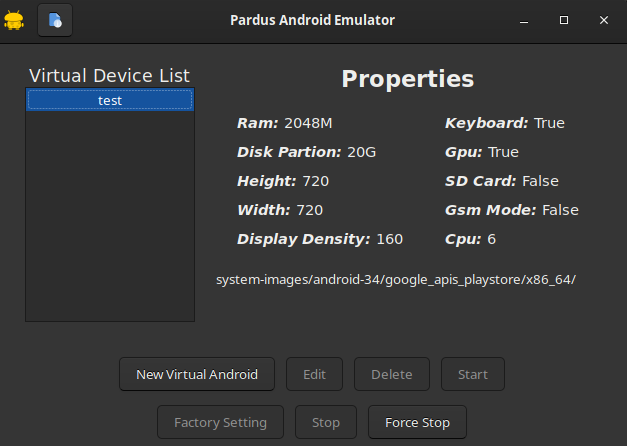 Pardus Android Emulator
Virtual Device List
test
Properties
Ram: 2048M
Keyboard: True
Disk Partion: 20G
Gpu: True
Height: 720
SD Card: False
Width: 720
Gsm Mode: False
Display Density: 160
Cpu: 6
system-images/android-34/google_apis_playstore/x86_64/
New Virtual Android
Edit
Delete
Start
Factory Setting
Stop
Force Stop